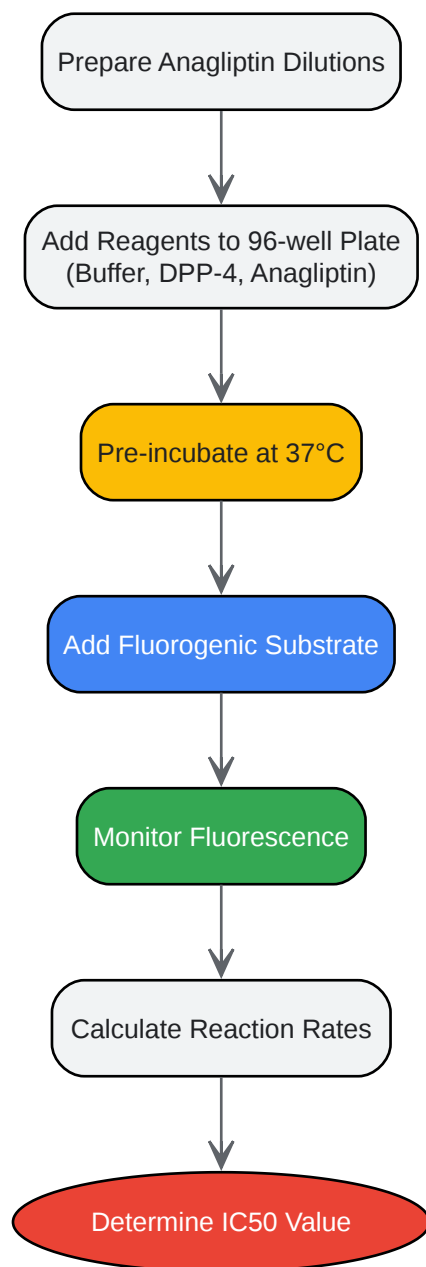 Prepare Anagliptin Dilutions
Add Reagents to 96-well Plate
(Buffer, DPP-4, Anagliptin)
Pre-incubate at 37°C
Add Fluorogenic Substrate
Monitor Fluorescence
Calculate Reaction Rates
Determine IC50 Value